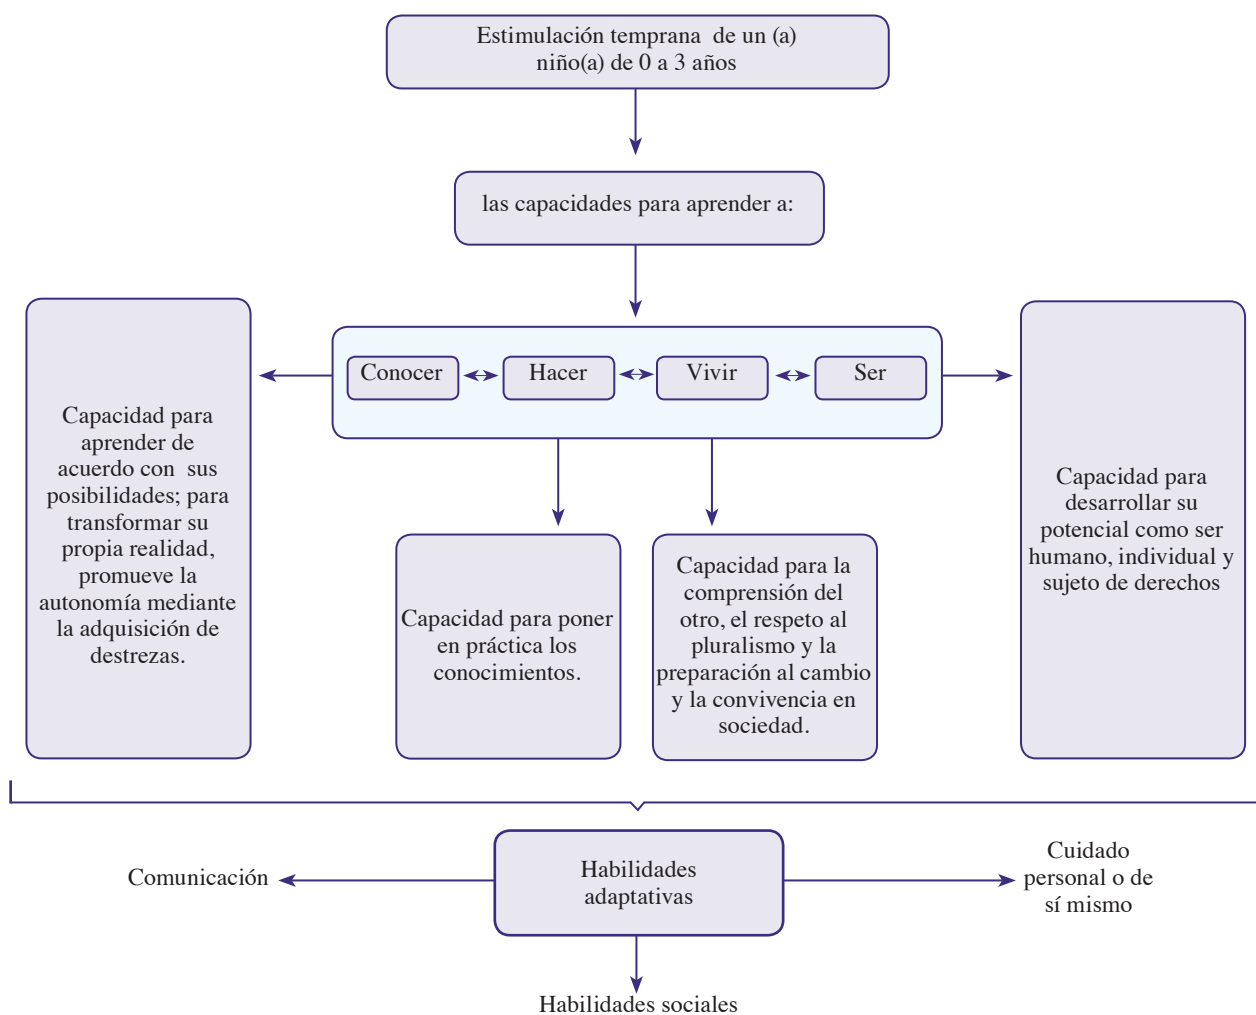 Estimulación temprana de un (a)
niño(a) de 0 a 3 años
las capacidades para aprender a:
Conocer
Hacer
Vivir
Ser
Capacidad para
aprender de
acuerdo con sus
posibilidades; para
transformar su
propia realidad,
promueve la
autonomía mediante
la adquisición de
destrezas.
Capacidad para poner
en práctica los
conocimientos.
Capacidad para la
comprensión del
otro, el respeto al
pluralismo y la
preparación al cambio
y la convivencia en
sociedad.
Capacidad para
desarrollar su
potencial como ser
humano, individual y
sujeto de derechos
Habilidades
adaptativas
Comunicación
Cuidado
personal o de
sí mismo
Habilidades sociales